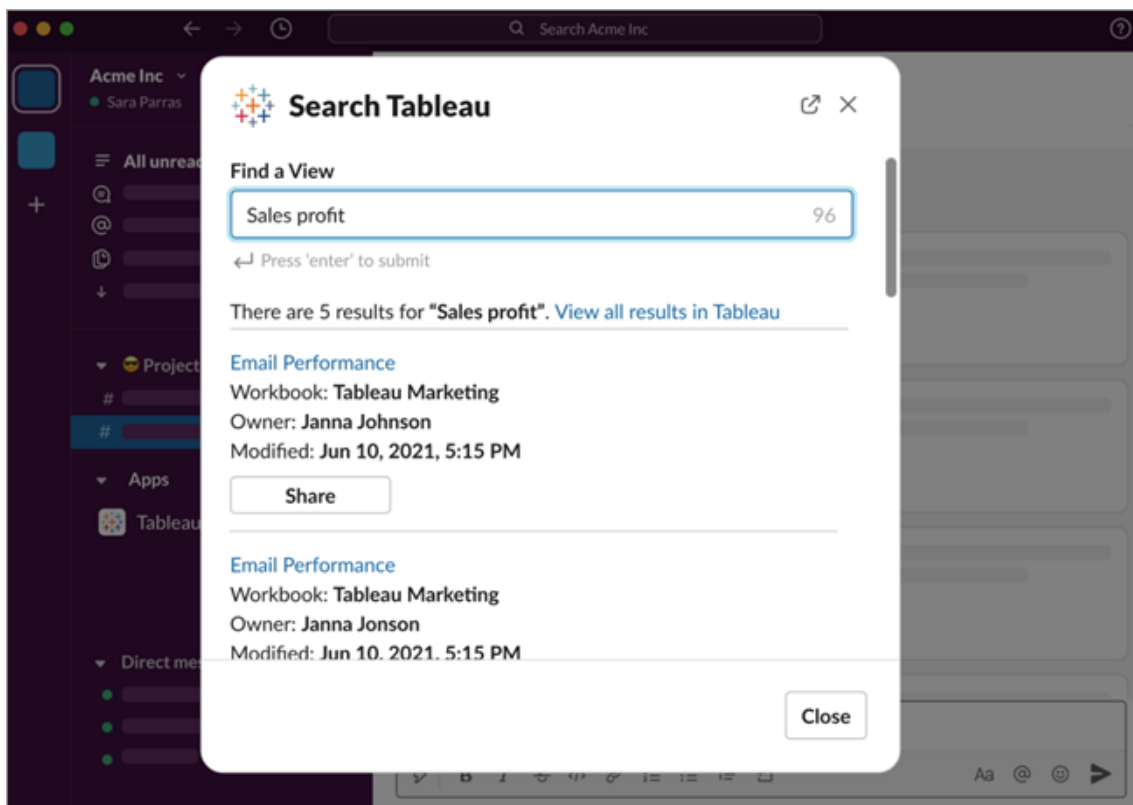 Search Acme Inc
Acme Inc
Sara Parras
All unread
Project
Apps
Tableau
Direct mes
Search Tableau
Find a View
Sales profit 96
Press 'enter' to submit
There are 5 results for “Sales profit”. View all results in Tableau
Email Performance
Workbook: Tableau Marketing
Owner: Janna Johnson
Modified: Jun 10, 2021, 5:15 PM
Share
Email Performance
Workbook: Tableau Marketing
Owner: Janna Jonson
Modified: Jun 10, 2021, 5:15 PM
Close
B I Aa @